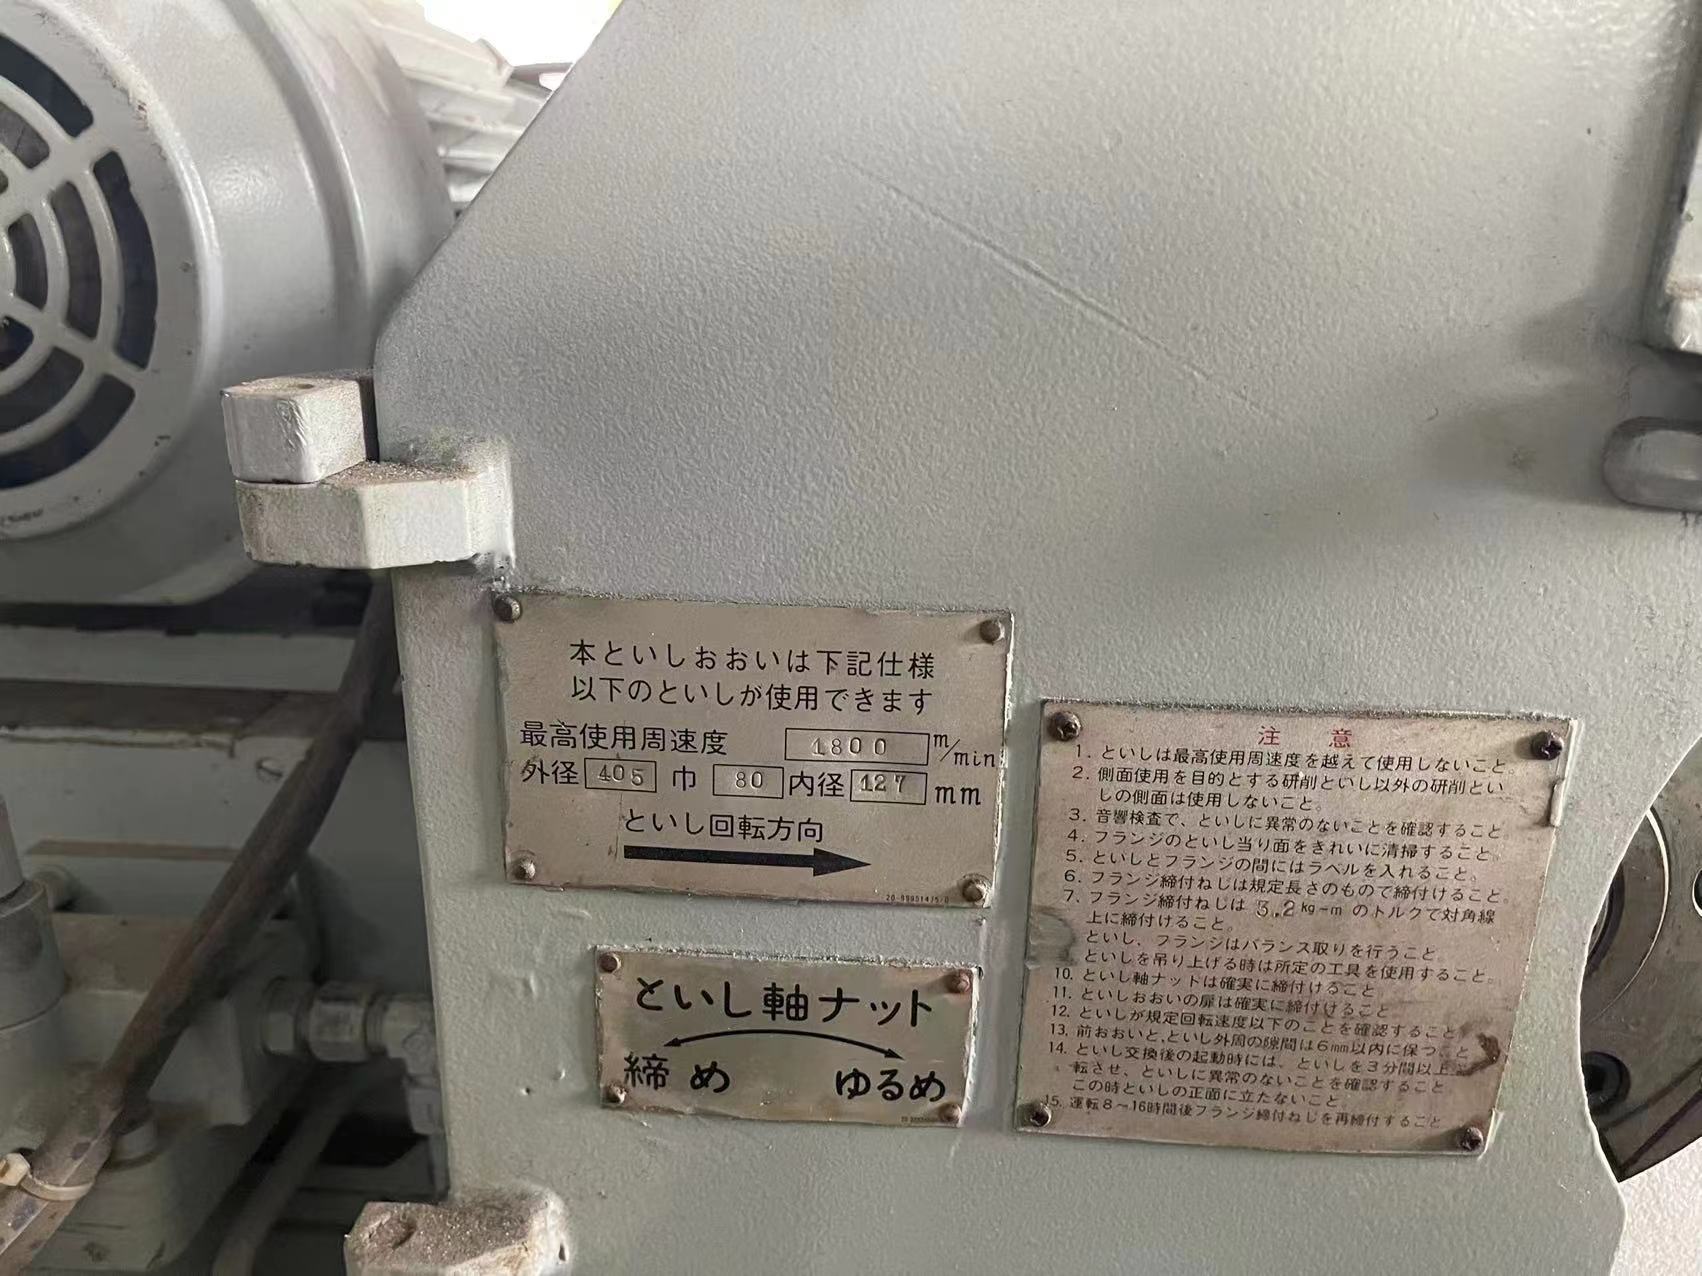 本といしおおいは下記仕様
以下のといしが使用できます
最高使用周速度 1800 m/min
外径 405 巾 80 内径 127 mm
といし回転方向
といし軸ナット
締め ゆるめ
注意
1. といしは最高使用周速度を越えて使用しないこと。
2. 側面使用を目的とする研削といし以外の研削とい
しの側面は使用しないこと。
3. 音響検査で、といしに異常のないことを確認すること。
4. フランジのといし当り面をきれいに清掃すること。
5. といしとフランジの間にはラベルを入れること。
6. フランジ締付ねじは規定長さのもので締付けること。
7. フランジ締付ねじは 3.2 kg-m のトルクで対角線
上に締付けること。
といし、フランジはバランス取りを行うこと。
といしを吊り上げる時は所定の工具を使用すること。
10. といし軸ナットは確実に締付けること
11. といしおおいの扉は確実に締付けること
12. といしが規定回転速度以下のことを確認すること
13. 前おおいと、といし外周の隙間は6mm以内に保つこと
14. といし交換後の起動時には、といしを3分間以上
転させ、といしに異常のないことを確認すること
この時といしの正面に立たないこと。
15. 運転8～16時間後フランジ締付ねじを再締付すること